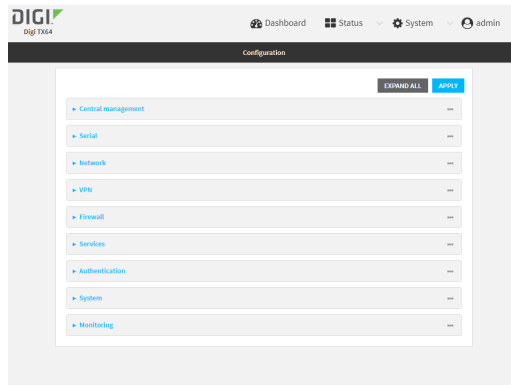 DIGI.
Digi TX64
Dashboard Status System admin
Configuration
EXPAND ALL APPLY
Central management
Serial
Network
VPN
Firewall
Services
Authentication
System
Monitoring